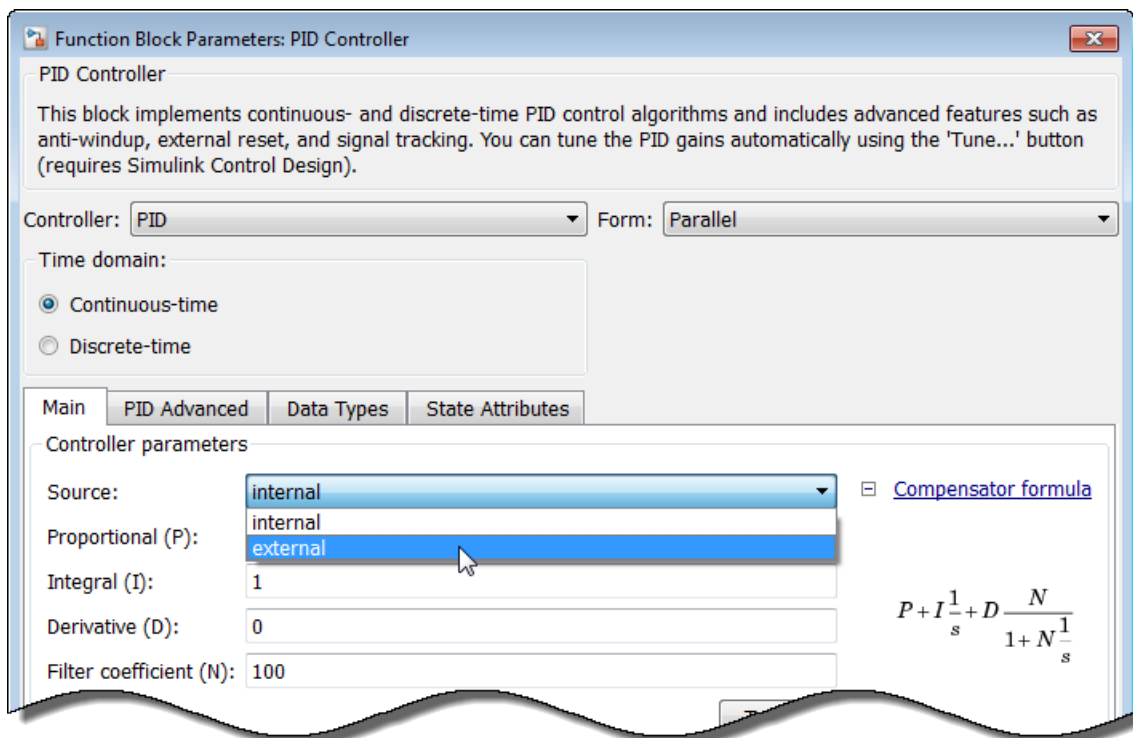 Function Block Parameters: PID Controller
PID Controller
This block implements continuous- and discrete-time PID control algorithms and includes advanced features such as
anti-windup, external reset, and signal tracking. You can tune the PID gains automatically using the 'Tune...' button
(requires Simulink Control Design).
Controller: PID Form: Parallel
Time domain:
Continuous-time
Discrete-time
Main PID Advanced Data Types State Attributes
Controller parameters
Source: internal Compensator formula
internal
Proportional (P):
external
Integral (I): 1
Derivative (D): 0
P + I 1/s + D N/(1 + N 1/s)
Filter coefficient (N): 100